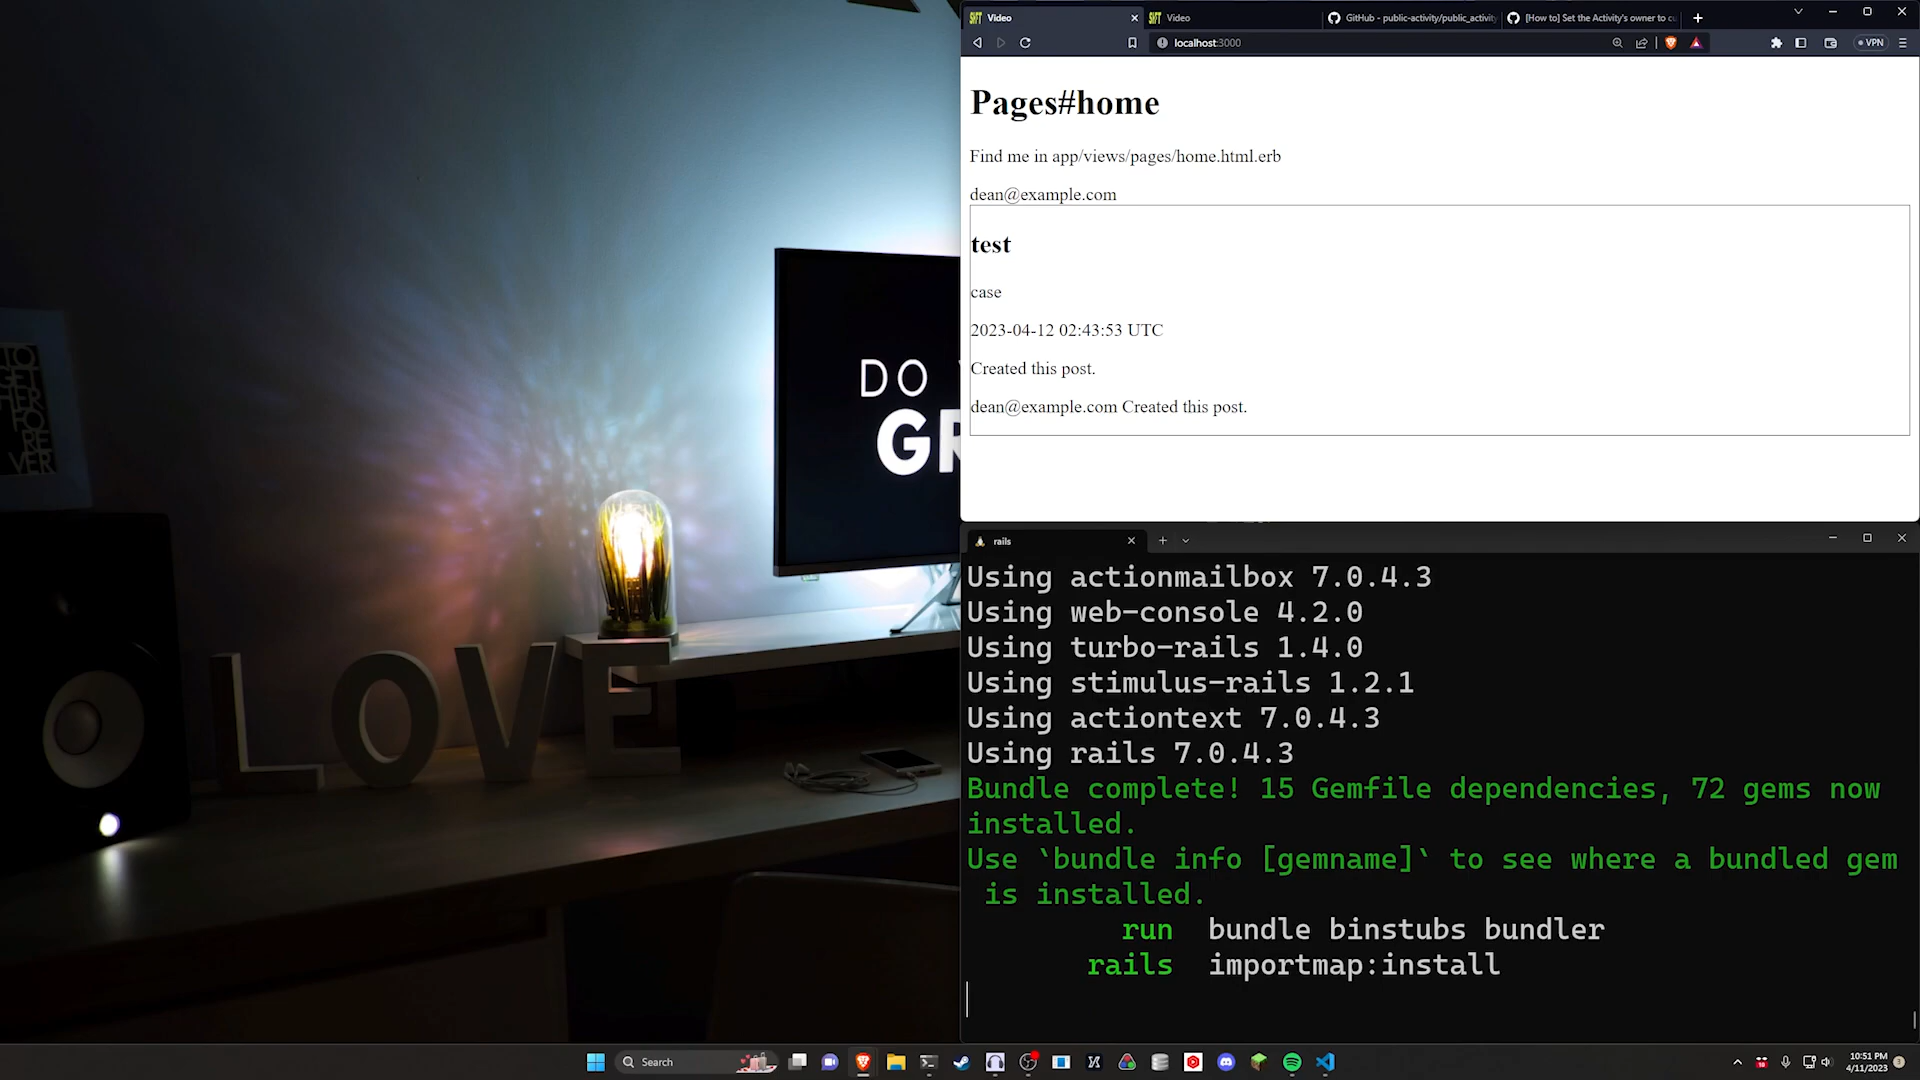 Video
Video
GitHub - public-activity/public_activity
[How to] Set the Activity's owner to cu
localhost:3000
VPN
Pages#home
Find me in app/views/pages/home.html.erb
dean@example.com
test
case
2023-04-12 02:43:53 UTC
Created this post.
dean@example.com Created this post.
DO
GR
LOVE
rails
Using actionmailbox 7.0.4.3
Using web-console 4.2.0
Using turbo-rails 1.4.0
Using stimulus-rails 1.2.1
Using actiontext 7.0.4.3
Using rails 7.0.4.3
Bundle complete! 15 Gemfile dependencies, 72 gems now
installed.
Use `bundle info [gemname]` to see where a bundled gem
is installed.
run bundle binstubs bundler
rails importmap:install
Search
10:51 PM
4/11/2023